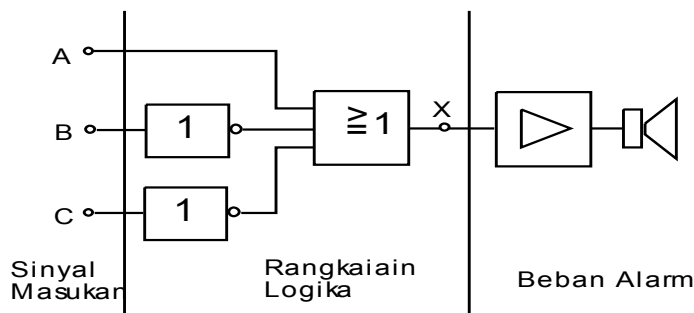 A
B
C
1
1
≧1
X
Sinyal
Masukan
Rangkaiain
Logika
Beban Alarm